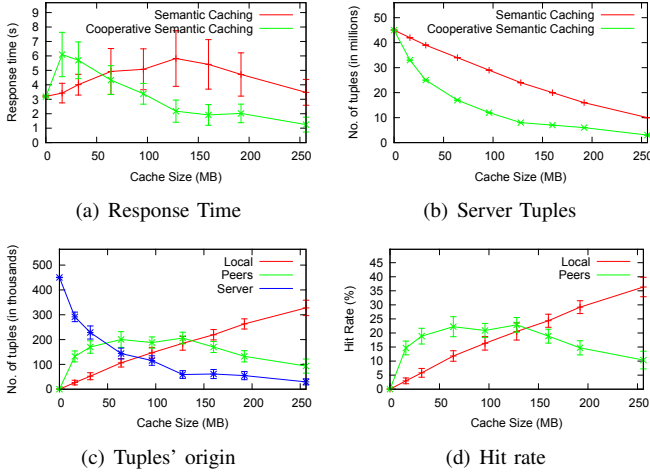 Semantic Caching
Cooperative Semantic Caching
Response time (s)
9
8
7
6
5
4
3
2
1
0
0 50 100 150 200 250
Cache Size (MB)
(a) Response Time
Semantic Caching
Cooperative Semantic Caching
No. of tuples (in millions)
50
40
30
20
10
0
0 50 100 150 200 250
Cache Size (MB)
(b) Server Tuples
Local
Peers
Server
No. of tuples (in thousands)
500
400
300
200
100
0
0 50 100 150 200 250
Cache Size (MB)
(c) Tuples' origin
Local
Peers
Hit Rate (%)
45
40
35
30
25
20
15
10
5
0
0 50 100 150 200 250
Cache Size (MB)
(d) Hit rate